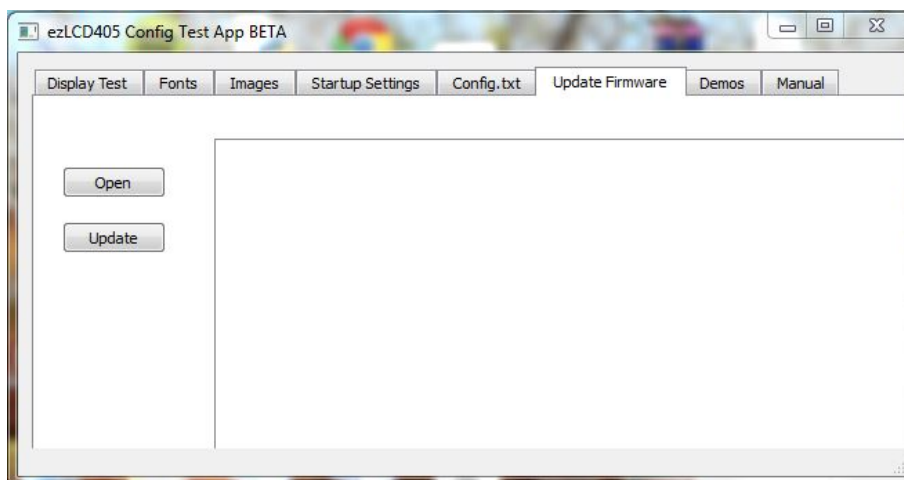 ezLCD405 Config Test App BETA
Display Test Fonts Images Startup Settings Config.txt Update Firmware Demos Manual
Open
Update